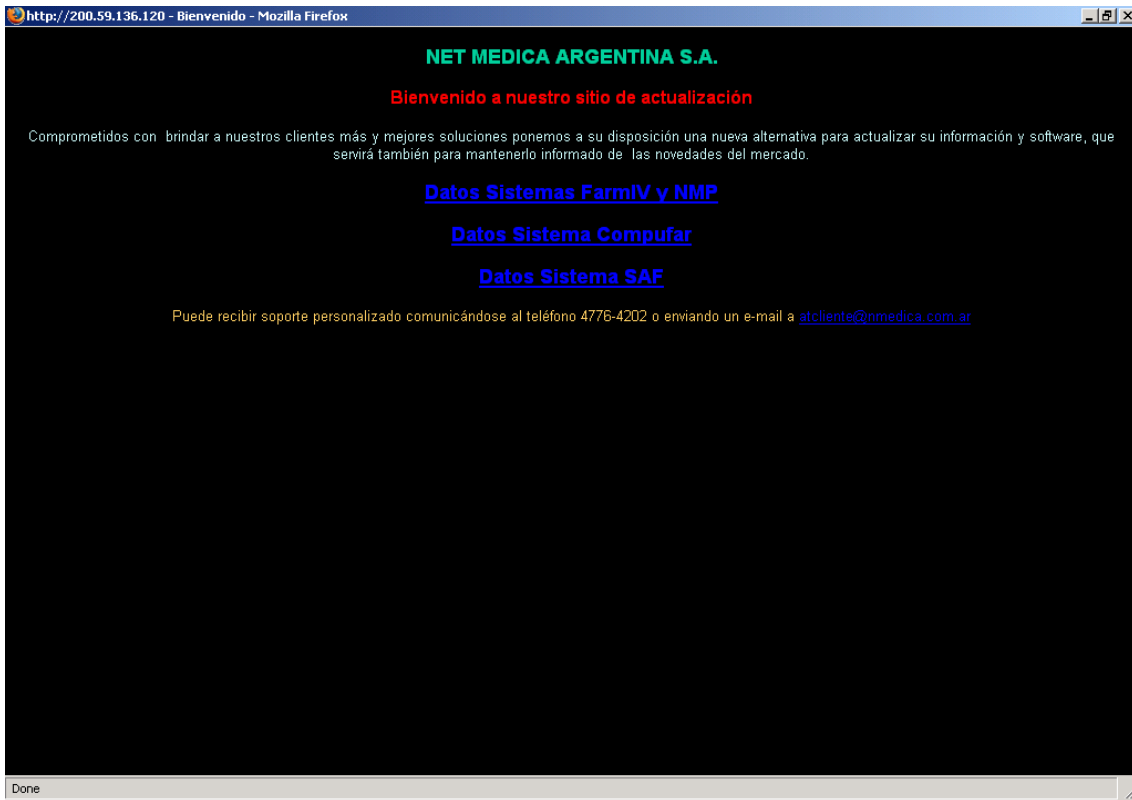 http://200.59.136.120 - Bienvenido - Mozilla Firefox
NET MEDICA ARGENTINA S.A.
Bienvenido a nuestro sitio de actualización
Comprometidos con brindar a nuestros clientes más y mejores soluciones ponemos a su disposición una nueva alternativa para actualizar su información y software, que
servirá también para mantenerlo informado de las novedades del mercado.
Datos Sistemas FarmIV y NMP
Datos Sistema Compufar
Datos Sistema SAF
Puede recibir soporte personalizado comunicándose al teléfono 4776-4202 o enviando un e-mail a atcliente@nmedica.com.ar
Done